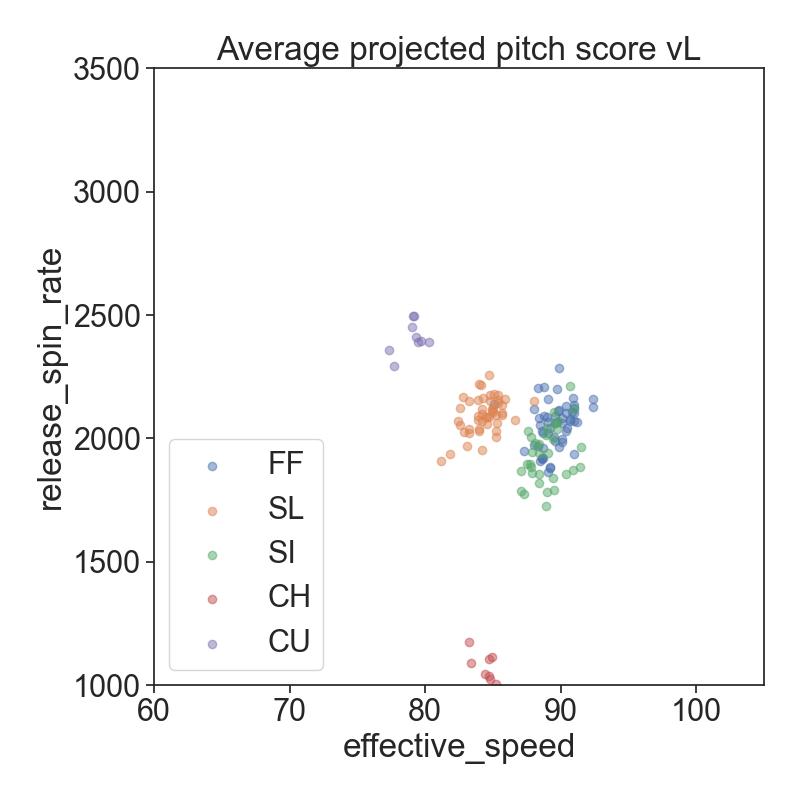 Average projected pitch score vL
3500
3000
2500
2000
1500
1000
release_spin_rate
FF
SL
SI
CH
CU
60 70 80 90 100
effective_speed